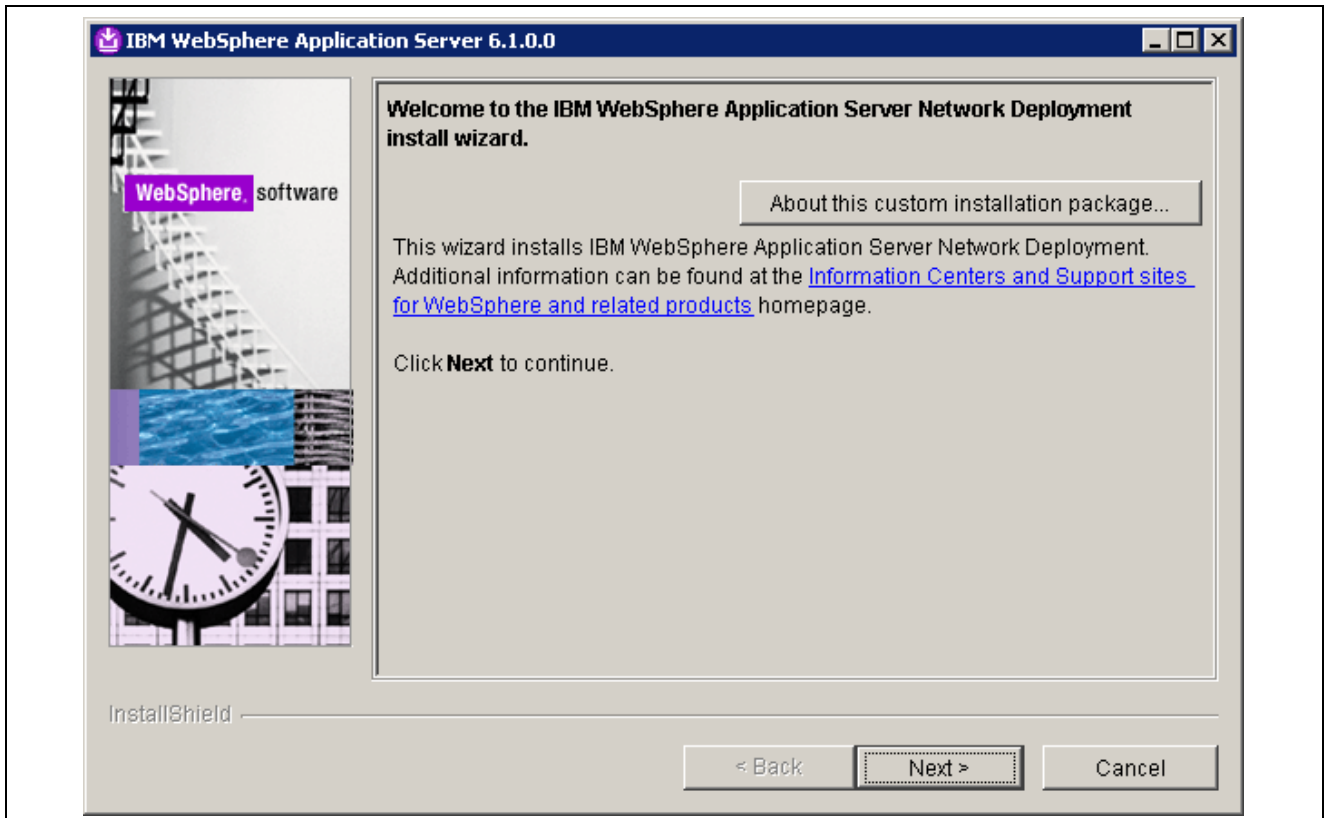 IBM WebSphere Application Server 6.1.0.0
WebSphere. software
Welcome to the IBM WebSphere Application Server Network Deployment
install wizard.
About this custom installation package...
This wizard installs IBM WebSphere Application Server Network Deployment.
Additional information can be found at the Information Centers and Support sites
for WebSphere and related products homepage.
Click Next to continue.
InstallShield
< Back
Next >
Cancel